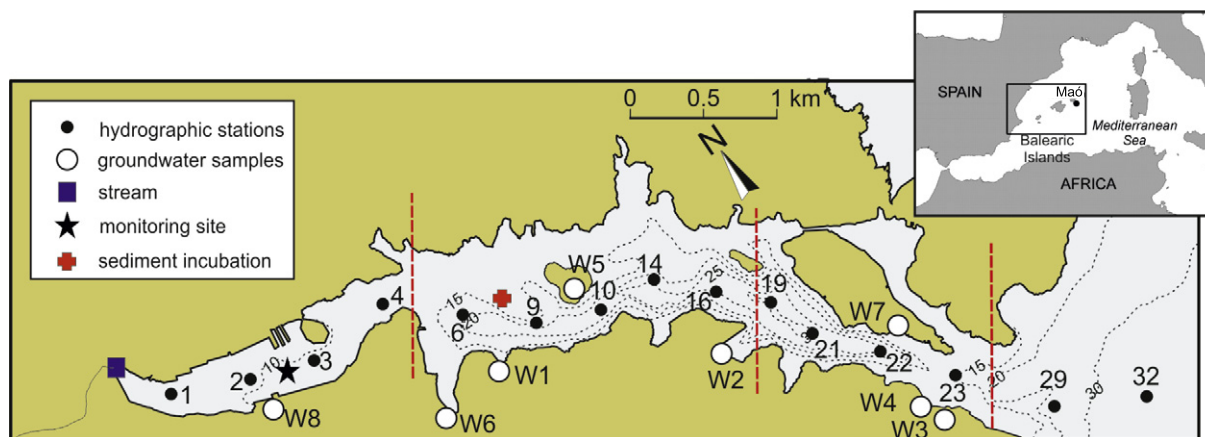 hydrographic stations
groundwater samples
stream
monitoring site
sediment incubation
0 0.5 1 km
N
SPAIN
Maó
Mediterranean
Sea
Balearic
Islands
AFRICA
W5
14
25
10
4
15
6
20
9
16
19
W7
21
22
15
20
23
29
30
32
10
3
2
1
W8
W1
W6
W2
W4
W3